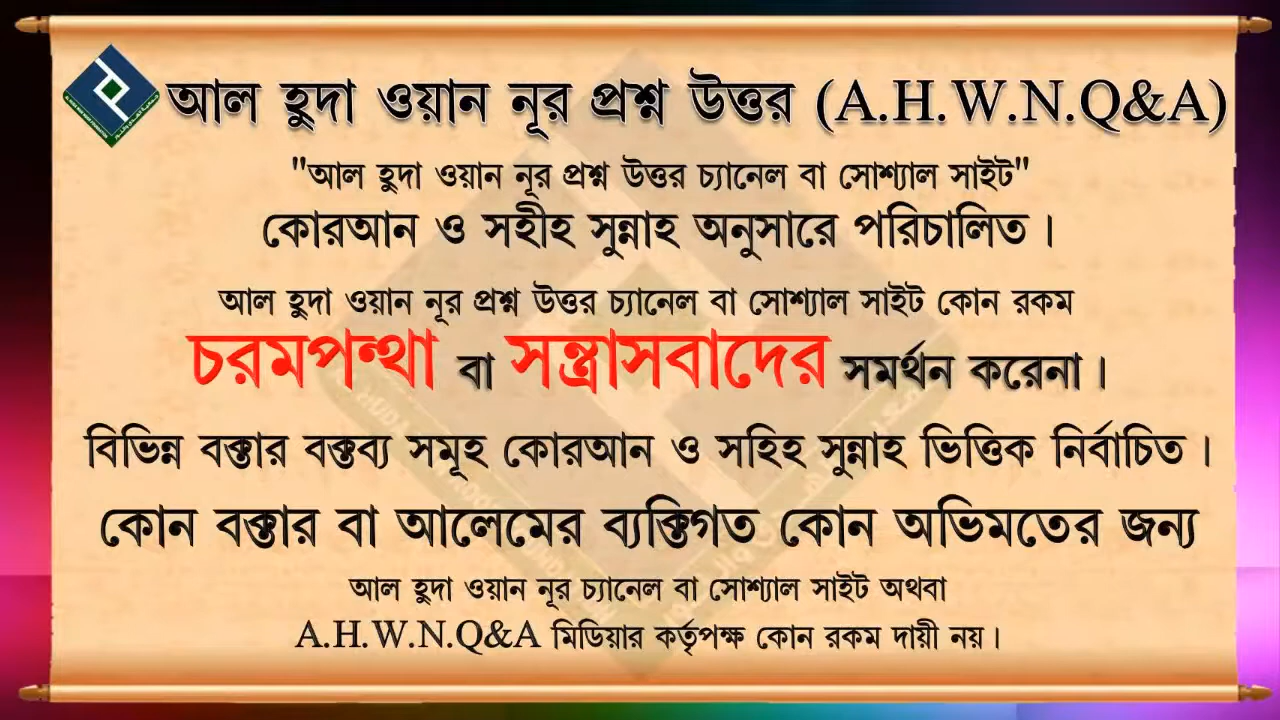 আল হুদা ওয়ান নূর প্রশ্ন উত্তর (A.H.W.N.Q&A)
"আল হুদা ওয়ান নূর প্রশ্ন উত্তর চ্যানেল বা সোশ্যাল সাইট"
কোরআন ও সহীহ সুন্নাহ অনুসারে পরিচালিত।
আল হুদা ওয়ান নূর প্রশ্ন উত্তর চ্যানেল বা সোশ্যাল সাইট কোন রকম
চরমপন্থা বা সন্ত্রাসবাদের সমর্থন করেনা।
বিভিন্ন বক্তার বক্তব্য সমূহ কোরআন ও সহিহ সুন্নাহ ভিত্তিক নির্বাচিত।
কোন বক্তার বা আলেমের ব্যক্তিগত কোন অভিমতের জন্য
আল হুদা ওয়ান নূর চ্যানেল বা সোশ্যাল সাইট অথবা
A.H.W.N.Q&A মিডিয়ার কর্তৃপক্ষ কোন রকম দায়ী নয়।